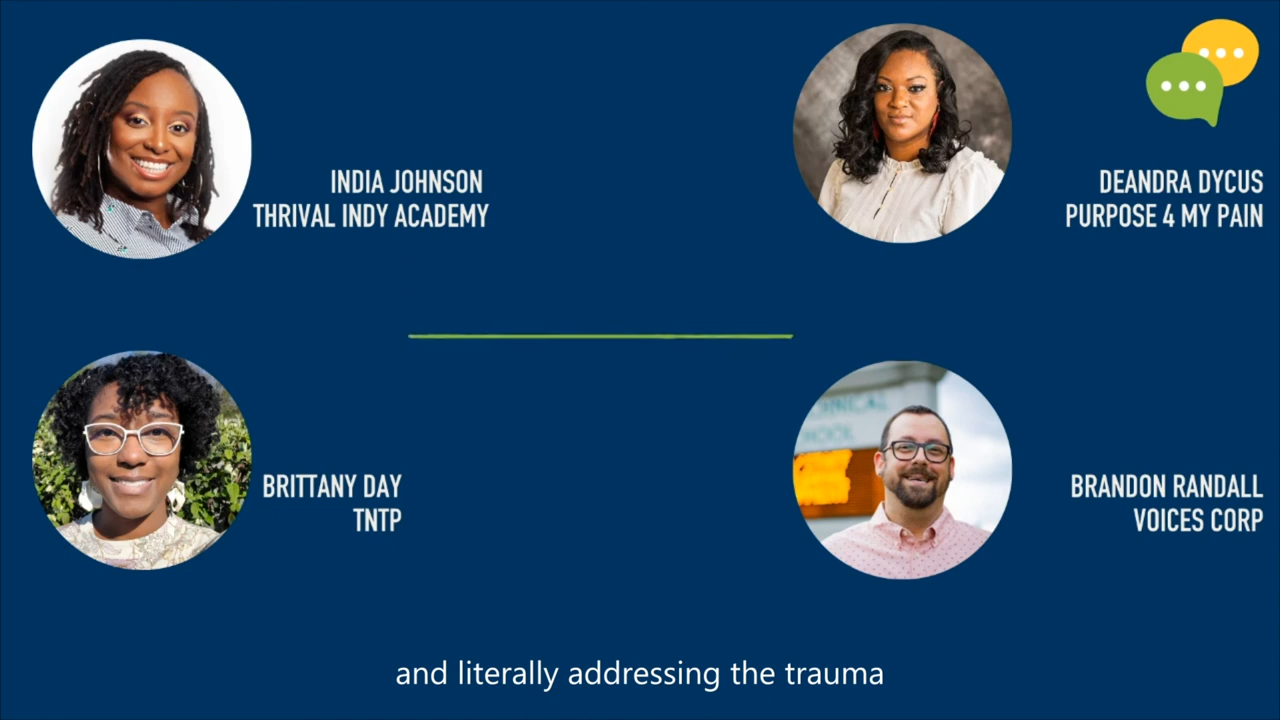 INDIA JOHNSON
THRIVAL INDY ACADEMY
DEANDRA DYCUS
PURPOSE 4 MY PAIN
BRITTANY DAY
TNTP
BRANDON RANDALL
VOICES CORP
and literally addressing the trauma